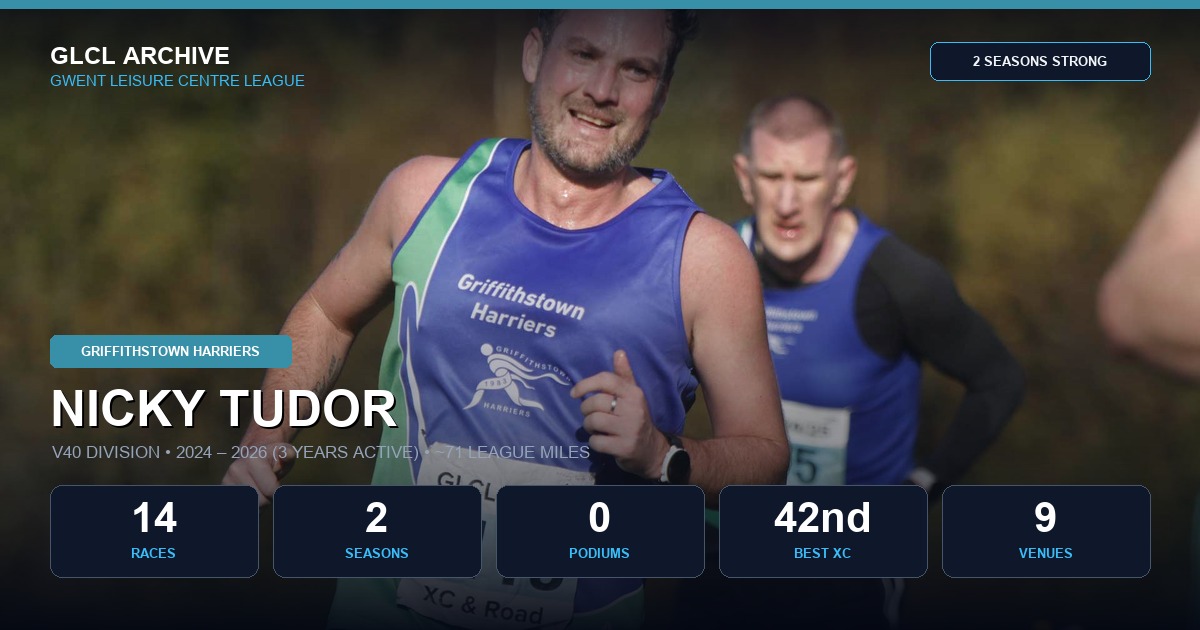 GLCL ARCHIVE
GWENT LEISURE CENTRE LEAGUE
2 SEASONS STRONG
Griffithstown
Harriers
GRIFFITHSTOWN
1983
HARRIERS
GRIFFITHSTOWN HARRIERS
NICKY TUDOR
V40 DIVISION • 2024 – 2026 (3 YEARS ACTIVE) • ~71 LEAGUE MILES
GLCL
14
RACES
2
SEASONS
0
PODIUMS
42nd
BEST XC
9
VENUES
XC & Road